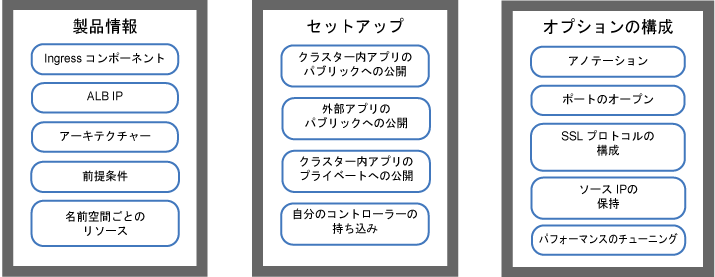 製品情報
Ingress コンポーネント
ALB IP
アーキテクチャー
前提条件
名前空間ごとの
リソース
セットアップ
クラスター内アプリの
パブリックへの公開
外部アプリの
パブリックへの公開
クラスター内アプリの
プライベートへの公開
自分のコントローラーの
持ち込み
オプションの構成
アノテーション
ポートのオープン
SSL プロトコルの
構成
ソース IPの
保持
パフォーマンスのチューニング